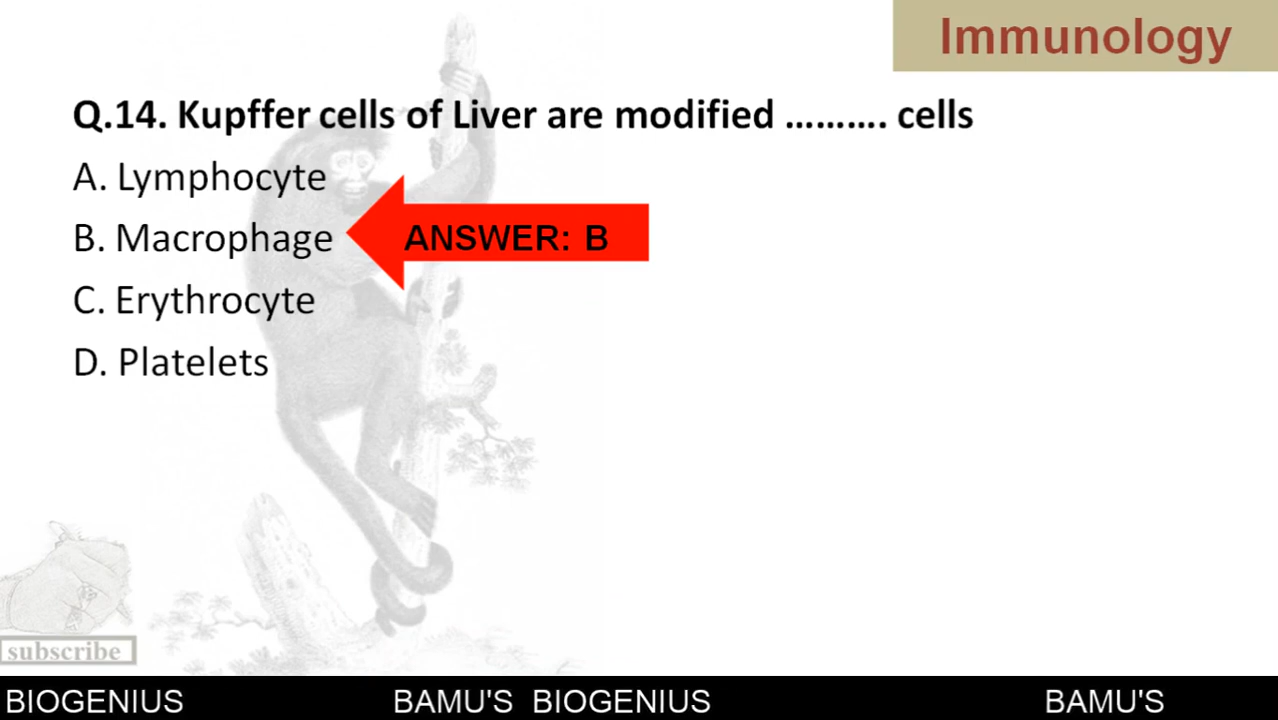 Immunology
Q.14. Kupffer cells of Liver are modified .......... cells
A. Lymphocyte
B. Macrophage
ANSWER: B
C. Erythrocyte
D. Platelets
subscribe
BIOGENIUS BAMU'S BIOGENIUS BAMU'S